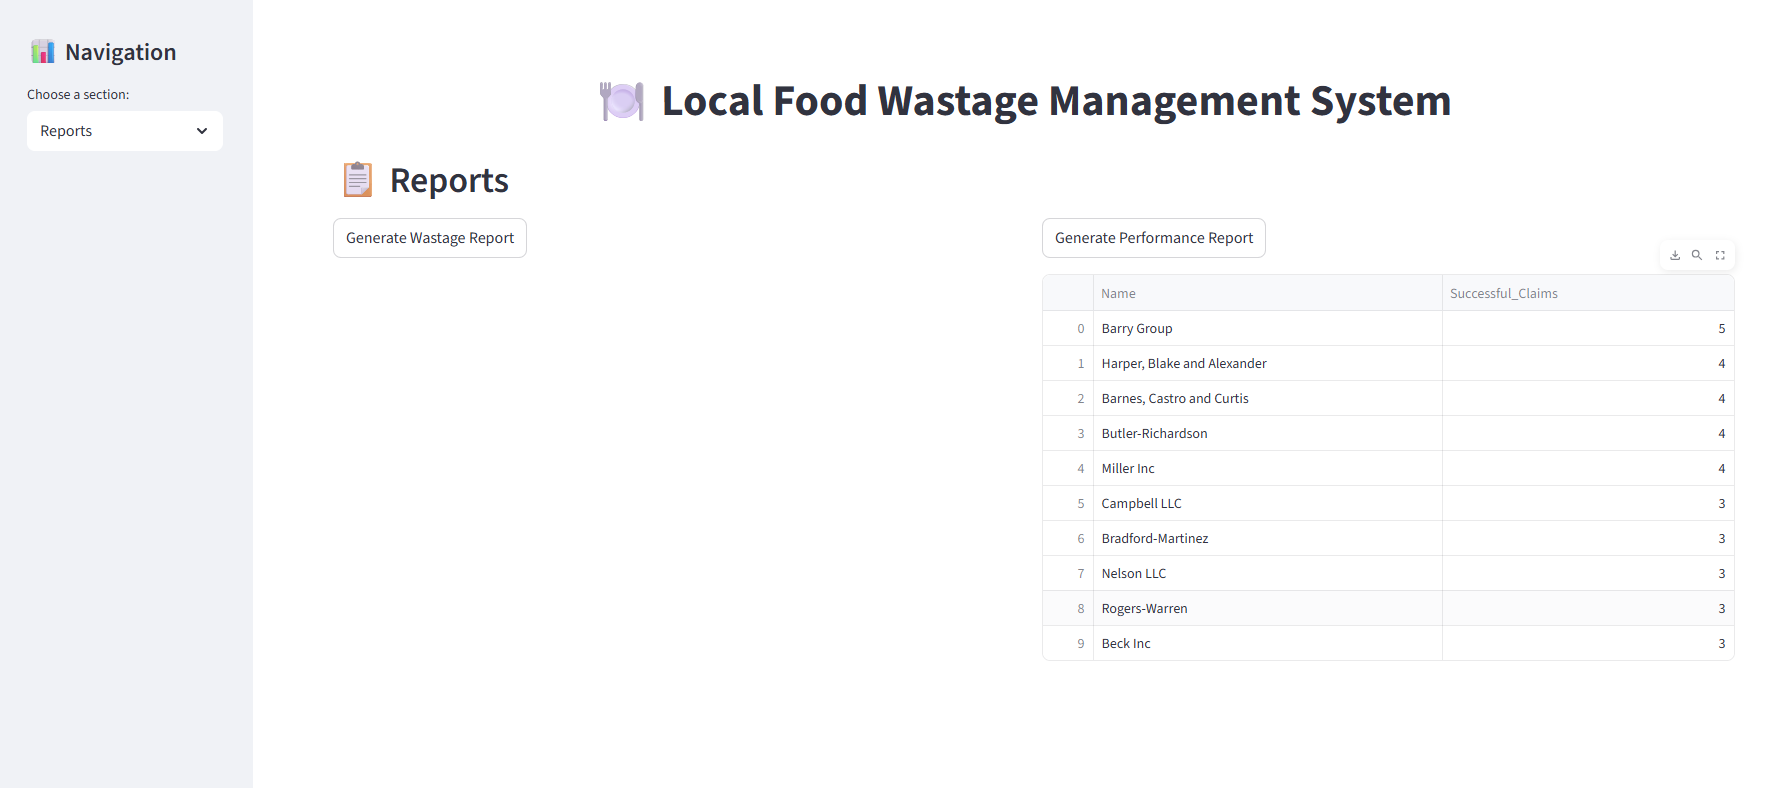 Navigation
Choose a section:
Reports
Local Food Wastage Management System
Reports
Generate Wastage Report
Generate Performance Report
Name Successful_Claims
0 Barry Group 5
1 Harper, Blake and Alexander 4
2 Barnes, Castro and Curtis 4
3 Butler-Richardson 4
4 Miller Inc 4
5 Campbell LLC 3
6 Bradford-Martinez 3
7 Nelson LLC 3
8 Rogers-Warren 3
9 Beck Inc 3